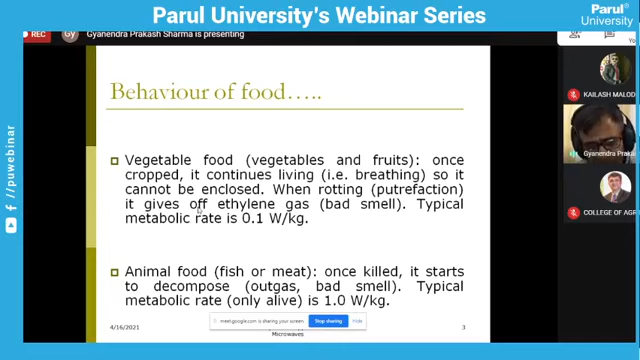 Parul University's Webinar Series
Parul®
University
REC
Gy
Gyanendra Prakash Sharma is presenting
Yo
Behaviour of food.....
Vegetable food (vegetables and fruits): once
cropped, it continues living (i.e. breathing) so it
cannot be enclosed. When rotting (putrefaction)
it gives off ethylene gas (bad smell). Typical
metabolic rate is 0.1 W/kg.
Animal food (fish or meat): once killed, it starts
to decompose (outgas, bad smell). Typical
metabolic rate (only alive) is 1.0 W/kg.
meet.google.com is sharing your screen.
Stop sharing
Hide
4/16/2021
Microwaves
3
KAILASH MALOD
Gyanendra Praka
COLLEGE OF AGR
/puwebinar